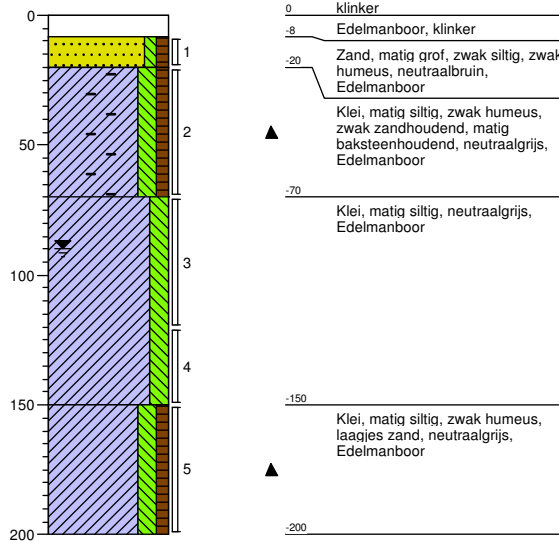 0
50
100
150
200
1
2
3
4
5
0
klinker
-8
Edelmanboor, klinker
-20
Zand, matig grof, zwak siltig, zwak
humeus, neutraalbruin,
Edelmanboor
Klei, matig siltig, zwak humeus,
zwak zandhoudend, matig
baksteenhoudend, neutraalgrijs,
Edelmanboor
-70
Klei, matig siltig, neutraalgrijs,
Edelmanboor
-150
Klei, matig siltig, zwak humeus,
laagjes zand, neutraalgrijs,
Edelmanboor
-200